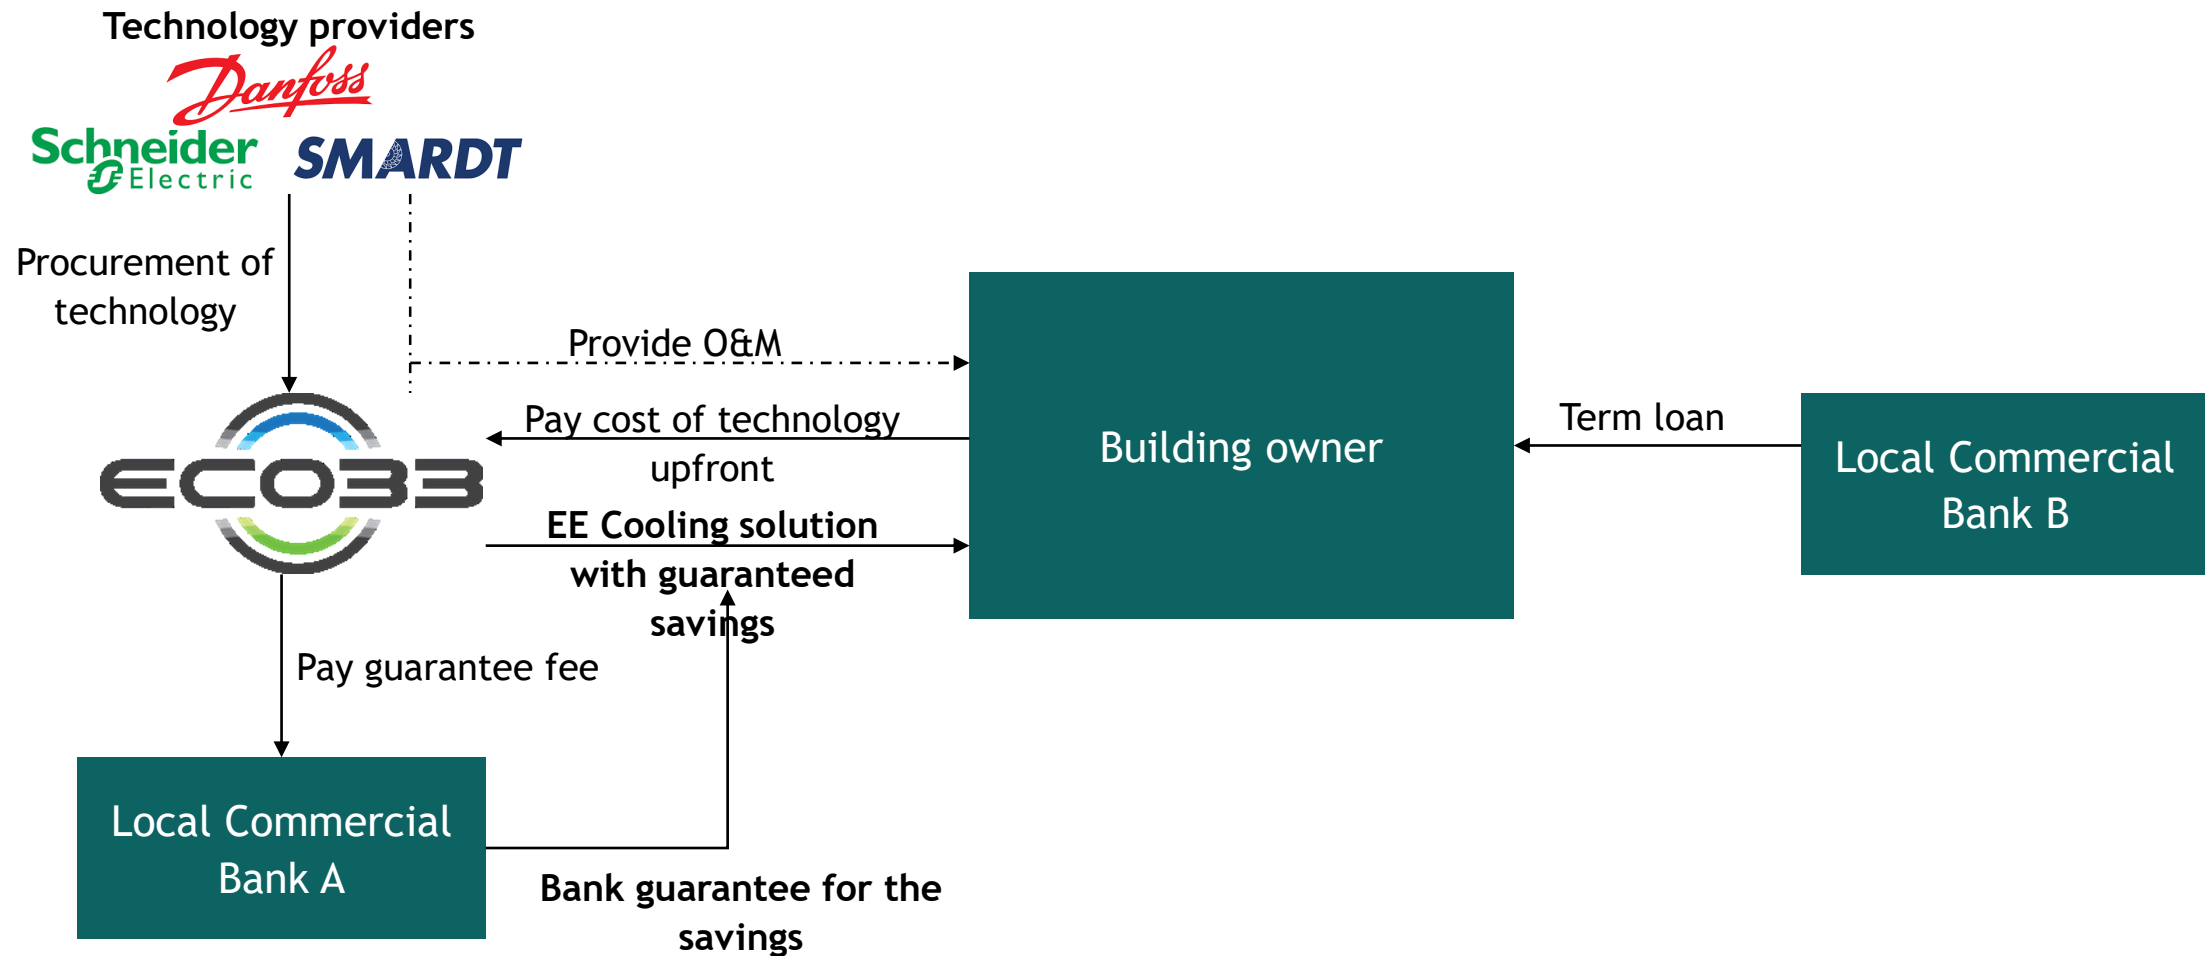 Technology providers
Danfoss
Schneider
Electric
SMARDT
Procurement of
technology
Provide O&M
Pay cost of technology
upfront
EE Cooling solution
with guaranteed
savings
ECO33
Building owner
Term loan
Local Commercial
Bank B
Pay guarantee fee
Local Commercial
Bank A
Bank guarantee for the
savings